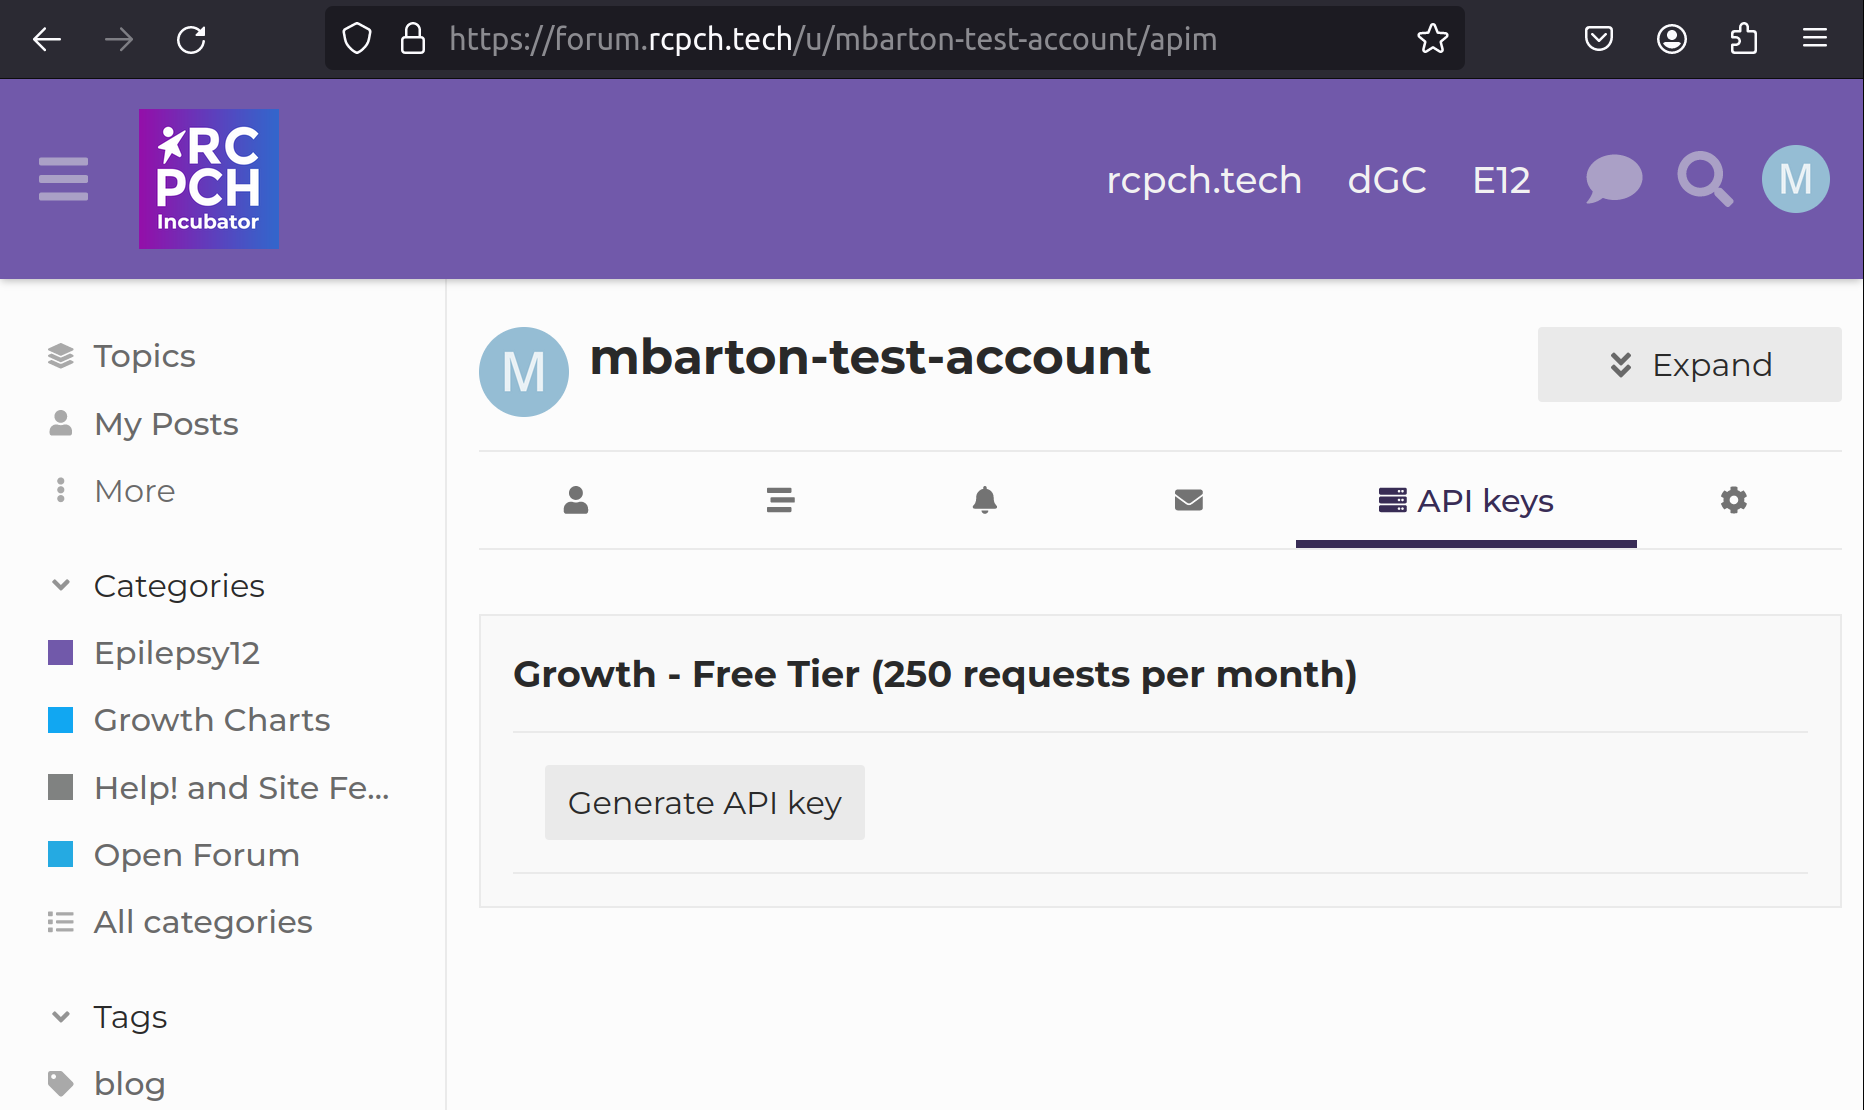 https://forum.rcpch.tech/u/mbarton-test-account/apim
RC
PCH
Incubator
rcpch.tech dGC E12 M
Topics
My Posts
More
Categories
Epilepsy12
Growth Charts
Help! and Site Fe...
Open Forum
All categories
Tags
blog
M mbarton-test-account Expand
API keys
Growth - Free Tier (250 requests per month)
Generate API key